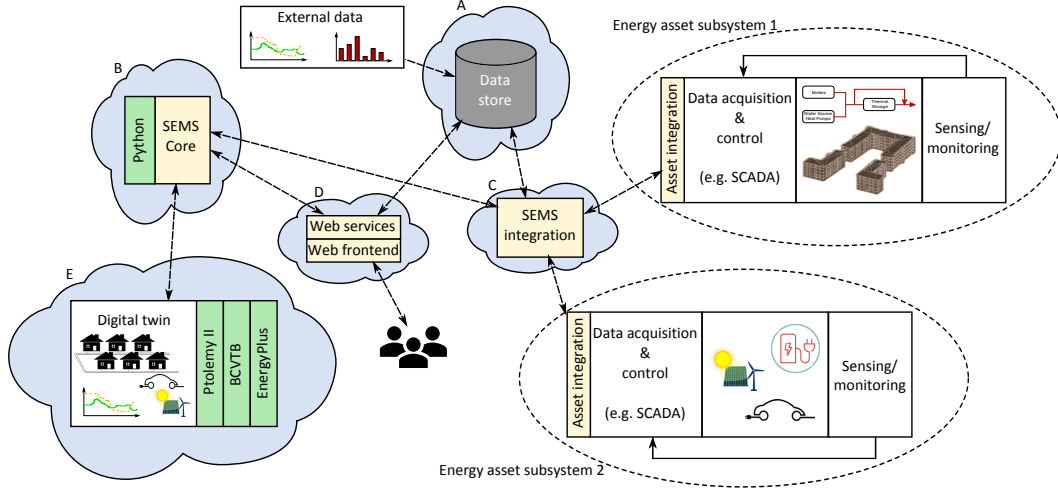 External data
A
Data
store
Energy asset subsystem 1
Asset integration
Data acquisition
&
control
(e.g. SCADA)
Boilers
Water Source
Heat Pumps
Thermal
Storage
Sensing/
monitoring
B
Python
SEMS
Core
C
SEMS
integration
D
Web services
Web frontend
E
Digital twin
Ptolemy II
BCVTB
EnergyPlus
Asset integration
Data acquisition
&
control
(e.g. SCADA)
Sensing/
monitoring
Energy asset subsystem 2